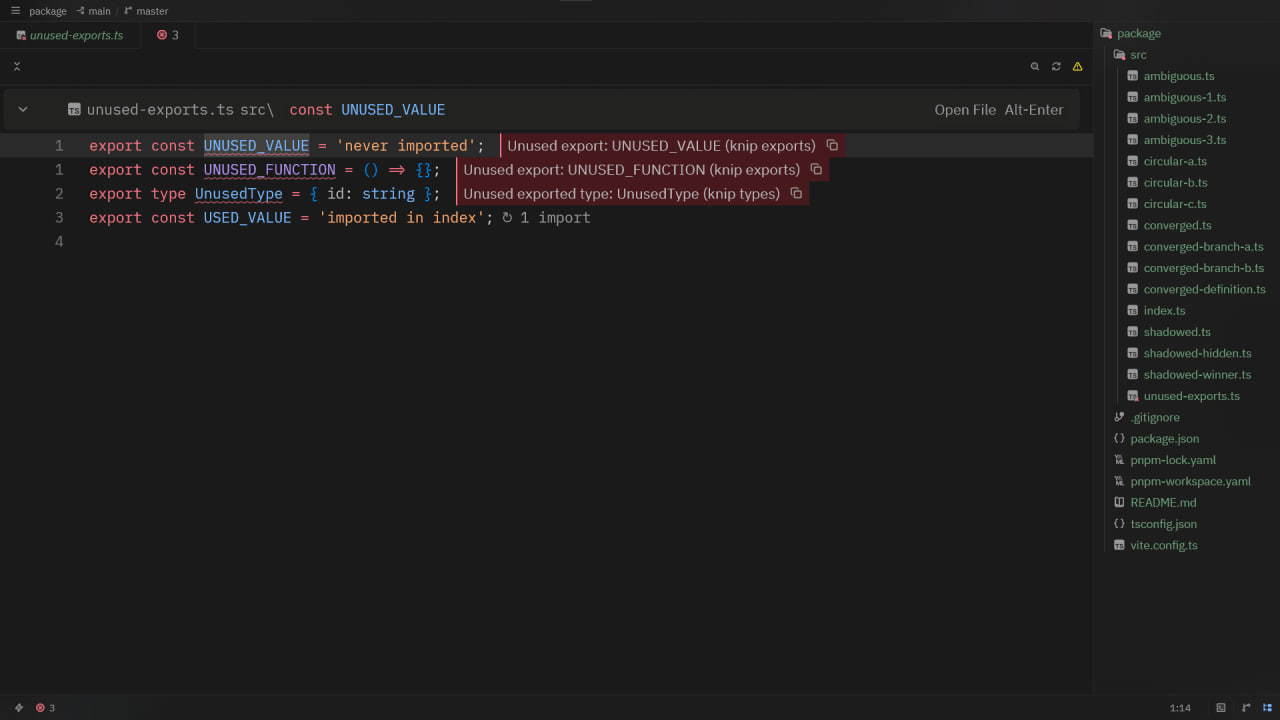 package main / master
unused-exports.ts 3
unused-exports.ts src\ const UNUSED_VALUE Open File Alt-Enter
1 export const UNUSED_VALUE = 'never imported'; Unused export: UNUSED_VALUE (knip exports)
1 export const UNUSED_FUNCTION = () => {}; Unused export: UNUSED_FUNCTION (knip exports)
2 export type UnusedType = { id: string }; Unused exported type: UnusedType (knip types)
3 export const USED_VALUE = 'imported in index'; ↻ 1 import
4
package
src
ambiguous.ts
ambiguous-1.ts
ambiguous-2.ts
ambiguous-3.ts
circular-a.ts
circular-b.ts
circular-c.ts
converged.ts
converged-branch-a.ts
converged-branch-b.ts
converged-definition.ts
index.ts
shadowed.ts
shadowed-hidden.ts
shadowed-winner.ts
unused-exports.ts
.gitignore
package.json
pnpm-lock.yaml
pnpm-workspace.yaml
README.md
tsconfig.json
vite.config.ts
3 1:14